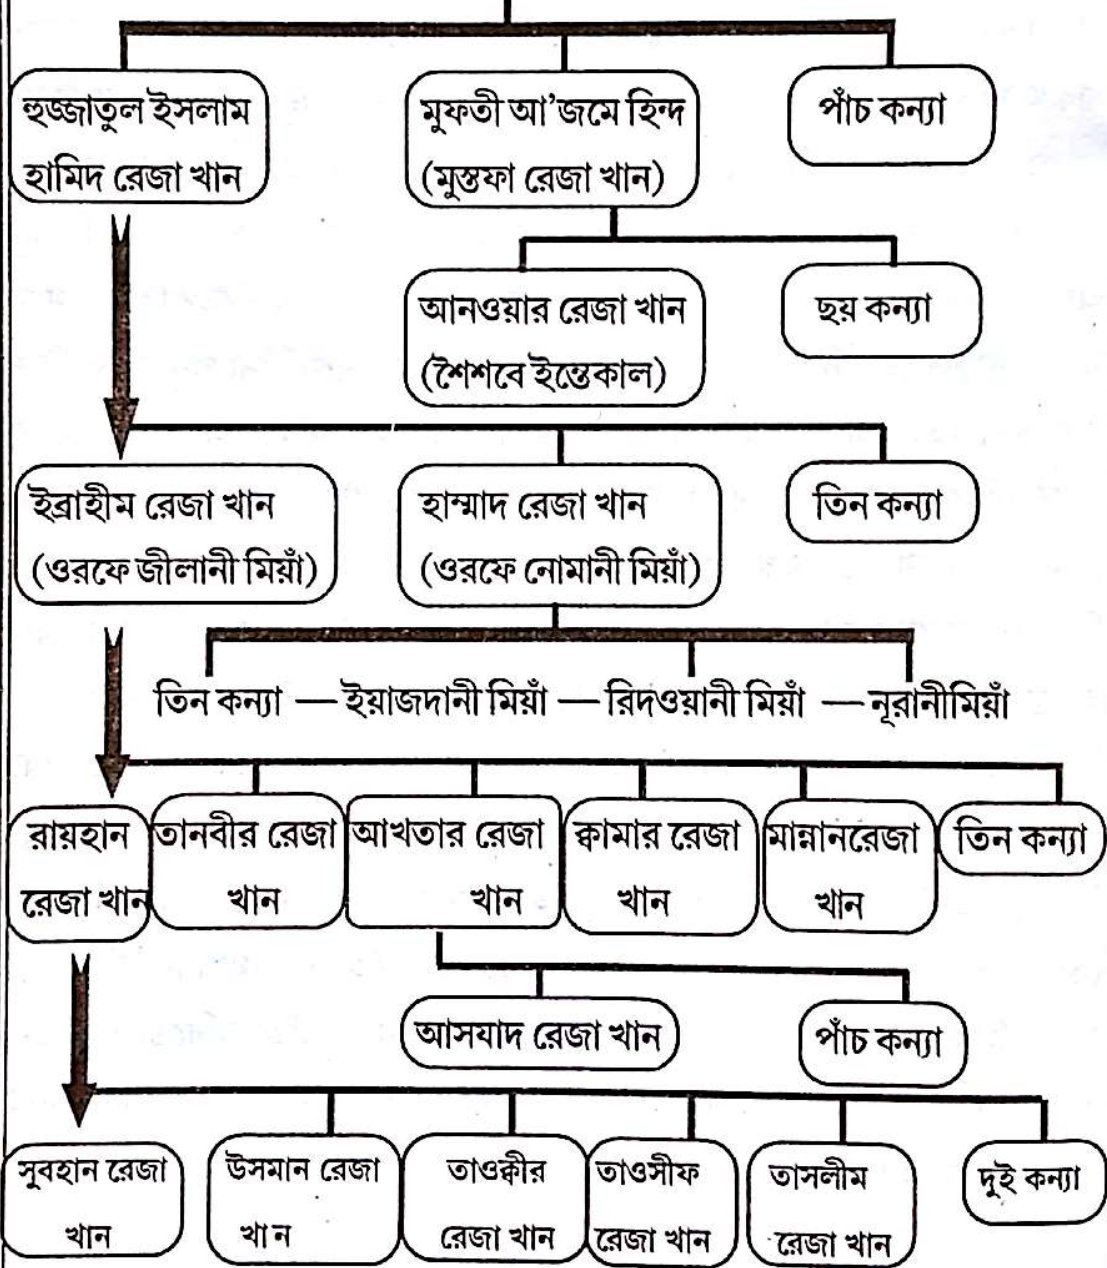 হুজ্জাতুল ইসলাম
হামিদ রেজা খান
মুফতী আ’জমে হিন্দ
(মুস্তফা রেজা খান)
পাঁচ কন্যা
আনওয়ার রেজা খান
(শৈশবে ইন্তেকাল)
ছয় কন্যা
ইব্রাহীম রেজা খান
(ওরফে জীলানী মিয়াঁ)
হাম্মাদ রেজা খান
(ওরফে নোমানী মিয়াঁ)
তিন কন্যা
তিন কন্যা — ইয়াজদানী মিয়াঁ — রিদওয়ানী মিয়াঁ — নূরানীমিয়াঁ
রায়হান
রেজা খান
তানবীর রেজা
খান
আখতার রেজা
খান
ক্বামার রেজা
খান
মান্নানরেজা
খান
তিন কন্যা
আসযাদ রেজা খান
পাঁচ কন্যা
সুবহান রেজা
খান
উসমান রেজা
খান
তাওক্বীর
রেজা খান
তাওসীফ
রেজা খান
তাসলীম
রেজা খান
দুই কন্যা